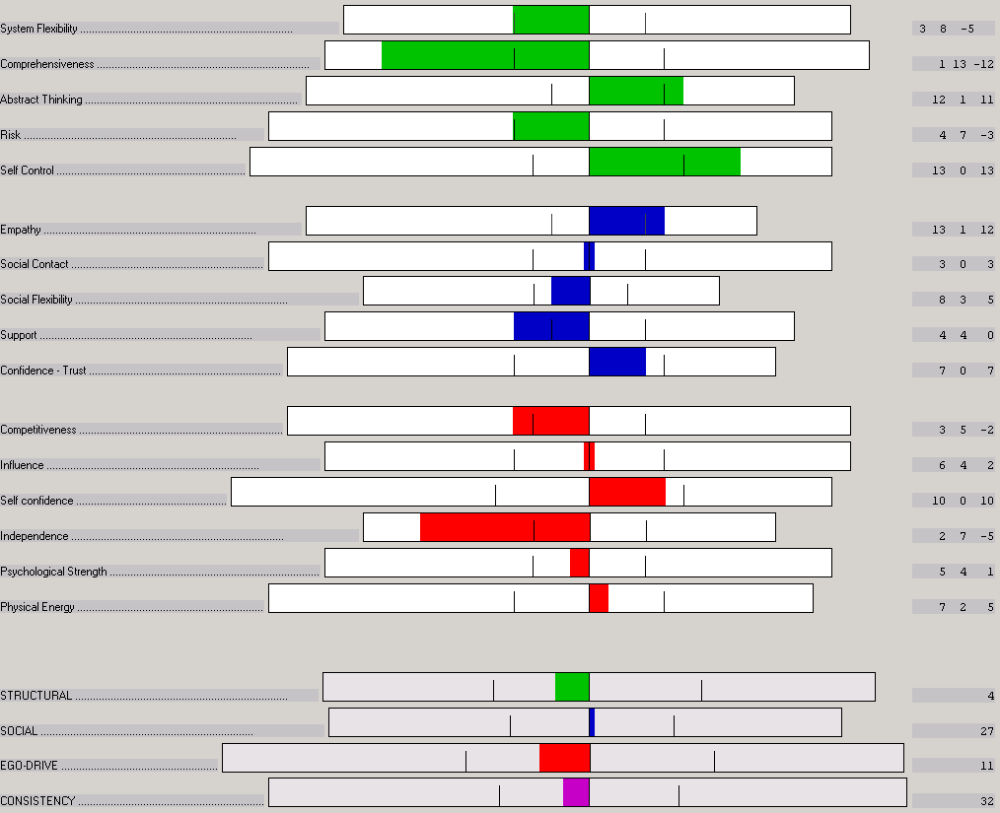 System Flexibility 3 8 -5
Comprehensiveness 1 13 -12
Abstract Thinking 12 1 11
Risk 4 7 -3
Self Control 13 0 13
Empathy 13 1 12
Social Contact 3 0 3
Social Flexibility 8 3 5
Support 4 4 0
Confidence - Trust 7 0 7
Competitiveness 3 5 -2
Influence 6 4 2
Self confidence 10 0 10
Independence 2 7 -5
Psychological Strength 5 4 1
Physical Energy 7 2 5
STRUCTURAL 4
SOCIAL 27
EGO-DRIVE 11
CONSISTENCY 32